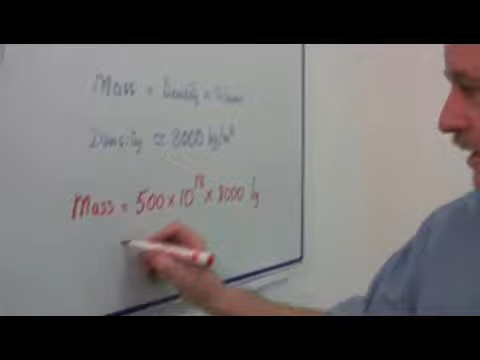 Mass = Density × Volume
Density ≈ 8000 kg/m³
Mass = 500 × 10¹⁸ × 8000 kg